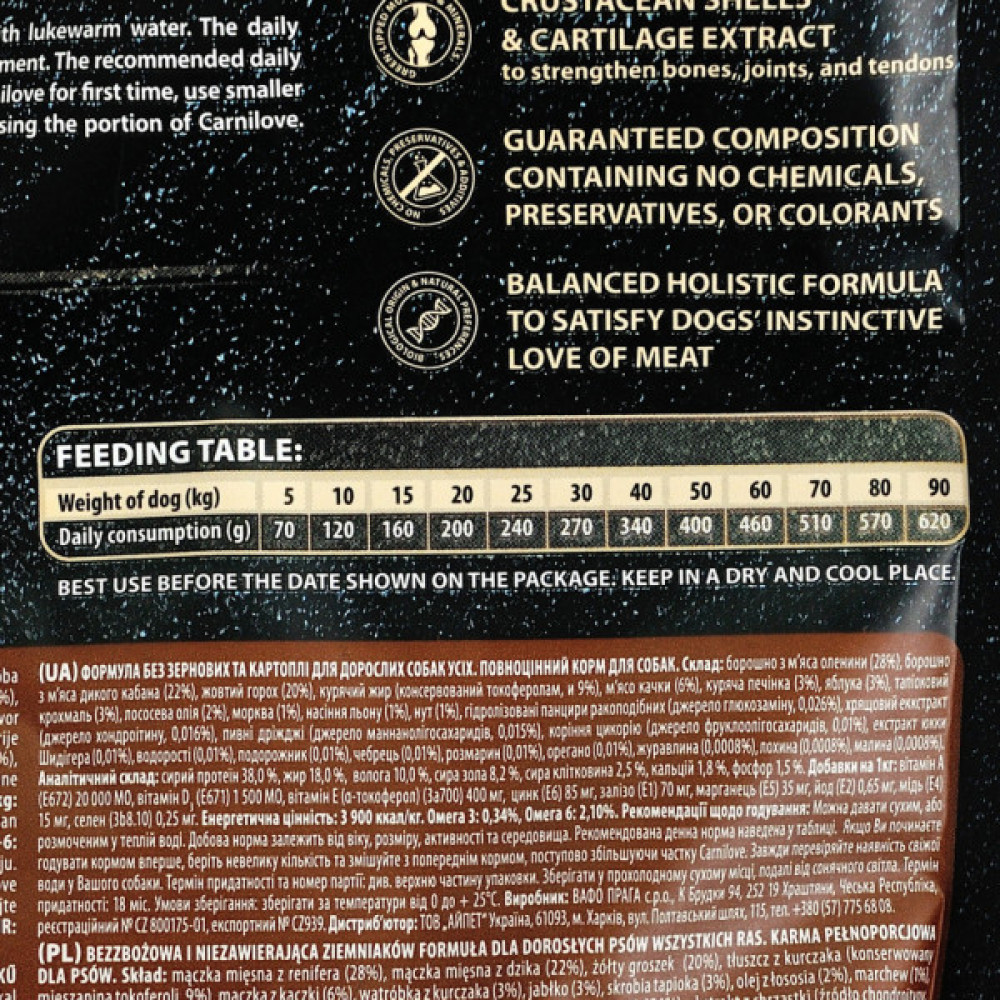 th lukewarm water. The daily
ment. The recommended daily
ilove for first time, use smaller
sing the portion of Carnilove.
CRUSTACEAN SHELLS
& CARTILAGE EXTRACT
to strengthen bones, joints, and tendons
NO CHEMICALS, PRESERVATIVES & ADDITIVES
GUARANTEED COMPOSITION
CONTAINING NO CHEMICALS,
PRESERVATIVES, OR COLORANTS
BIOLOGICAL ORIGIN & NATURAL PREFERENCES
BALANCED HOLISTIC FORMULA
TO SATISFY DOGS' INSTINCTIVE
LOVE OF MEAT
FEEDING TABLE:
Weight of dog (kg) 5 10 15 20 25 30 40 50 60 70 80 90
Daily consumption (g) 70 120 160 200 240 270 340 400 460 510 570 620
BEST USE BEFORE THE DATE SHOWN ON THE PACKAGE. KEEP IN A DRY AND COOL PLACE.
(UA) ФОРМУЛА БЕЗ ЗЕРНОВИХ ТА КАРТОПЛІ ДЛЯ ДОРОСЛИХ СОБАК УСІХ. ПОВНОЦІННИЙ КОРМ ДЛЯ СОБАК. Склад: борошно з м'яса оленини (28%), борошно
з м'яса дикого кабана (22%), жовтий горох (20%), курячий жир (консервований токоферолам, и 9%), м'ясо качки (6%), куряча печінка (3%), яблука (3%), тапіоковий
крохмаль (3%), лососева олія (2%), морква (1%), насіння льону (1%), нут (1%), гідролізовані панцири ракоподібних (джерело глюкозаміну, 0,026%), хрящовий еккстракт
(джерело хондроїтину, 0,016%), пивні дріжджі (джерело маннанолігосахаридів, 0,015%), коріння цикорію (джерело фруклоолігосахаридів, 0,01%), екстракт юкки
Шидігера (0,01%), водорості (0,01%), подорожник (0,01%), чебрець (0,01%), розмарин (0,01%), орегано (0,01%), журавлина (0,0008%), лохина (0,0008%), малина (0,0008%).
Аналітичний склад: сирий протеїн 38,0 %, жир 18,0 %, волога 10,0 %, сира зола 8,2 %, сира клітковина 2,5 %, кальцій 1,8 %, фосфор 1,5 %. Добавки на 1кг: вітамін А
(E672) 20 000 МО, вітамін D3 (E671) 1 500 МО, вітамін Е (α-токоферол) (3а700) 400 мг, цинк (E6) 85 мг, залізо (E1) 70 мг, марганець (E5) 35 мг, йод (E2) 0,65 мг, мідь (E4)
15 мг, селен (3b8.10) 0,25 мг. Енергетична цінність: 3 900 ккал/кг. Омега 3: 0,34%, Омега 6: 2,10%. Рекомендації щодо годування: Можна давати сухим, або
розмоченим у теплій воді. Добова норма залежить від віку, розміру, активності та середовища. Рекомендована денна норма наведена у таблиці. Якщо Ви починаєте
годувати кормом вперше, беріть невелику кількість та змішуйте з попереднім кормом, поступово збільшуючи частку Carnilove. Завжди перевіряйте наявність свіжої
води у Вашого собаки. Термін придатності та номер партії: див. верхню частину упаковки. Зберігати у прохолодному сухому місці, подалі від сонячного світла. Термін
придатності: 18 міс. Умови зберігання: зберігати за температури від 0 до + 25°C. Виробник: ВАФО ПРАГА с.р.о., К Брудки 94, 252 19 Храштяни, Чеська Республіка,
реєстраційний № CZ 800175-01, експортний № CZ939. Дистриб'ютор: ТОВ „АЙПЕТ" Україна, 61093, м. Харків, вул. Полтавський шлях, 115, тел. +380 (57) 775 68 08.
(PL) BEZZBOŻOWA I NIEZAWIERAJĄCA ZIEMNIAKÓW FORMUŁA DLA DOROSŁYCH PSÓW WSZYSTKICH RAS. KARMA PEŁNOPORCJOWA
DLA PSÓW. Skład: mączka mięsna z renifera (28%), mączka mięsna z dzika (22%), żółty groszek (20%), tłuszcz z kurczaka (konserwowany
mieszaniną tokoferoli, 9%), mączka z kaczki (6%), wątróbka z kurczaka (3%), jabłko (3%), skrobia tapioka (3%), olej z łososia (2%), marchew (1%),